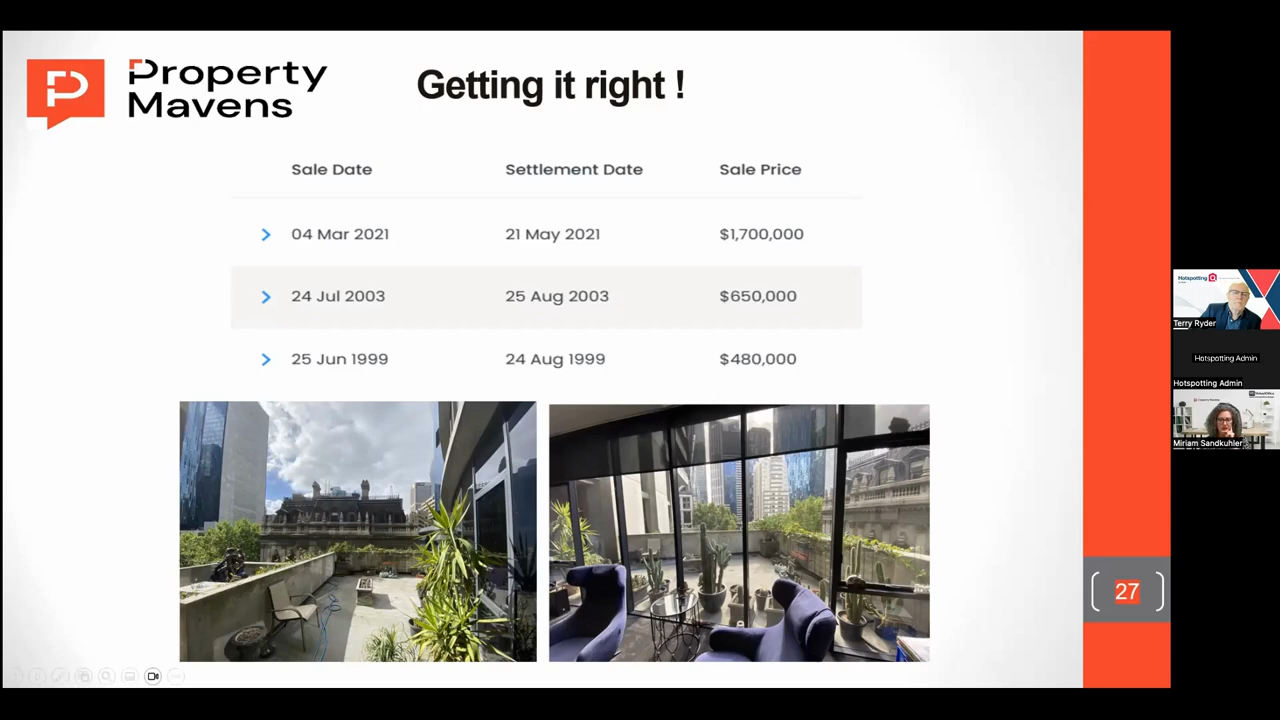 Property
Mavens
Getting it right !
Sale Date Settlement Date Sale Price
04 Mar 2021 21 May 2021 $1,700,000
24 Jul 2003 25 Aug 2003 $650,000
25 Jun 1999 24 Aug 1999 $480,000
27
Hotspotting
Terry Ryder
Hotspotting Admin
Hotspotting Admin
Miriam Sandkuhler